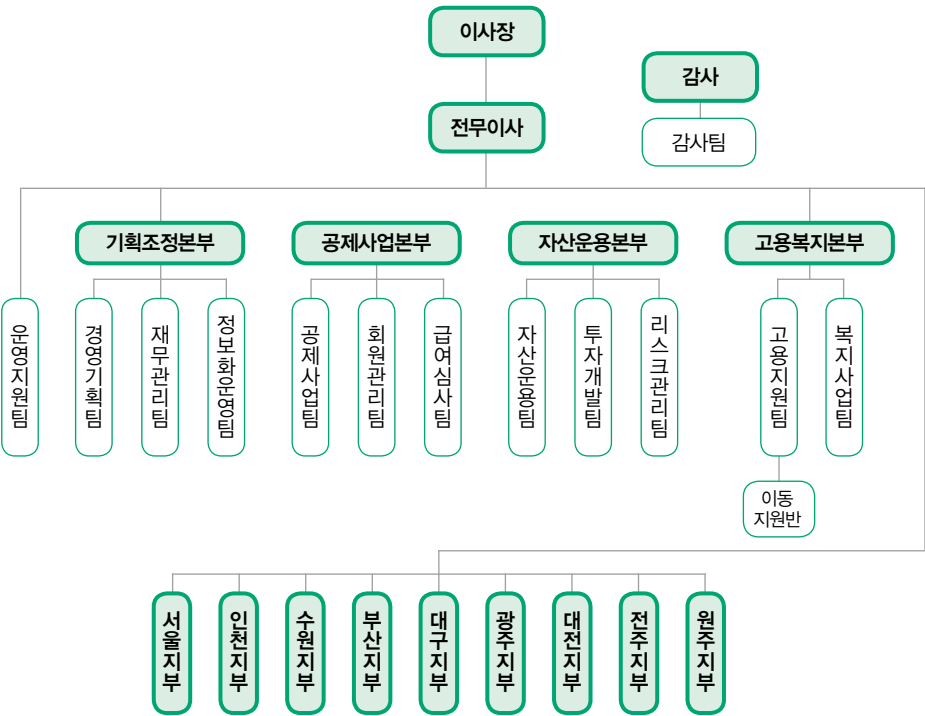 이사장
감사
전무이사
감사팀
기획조정본부
공제사업본부
자산운용본부
고용복지본부
운영지원팀
경영기획팀
재무관리팀
정보화운영팀
공제사업팀
회원관리팀
급여심사팀
자산운용팀
투자개발팀
리스크관리팀
고용지원팀
복지사업팀
이동
지원반
서울지부
인천지부
수원지부
부산지부
대구지부
광주지부
대전지부
전주지부
원주지부